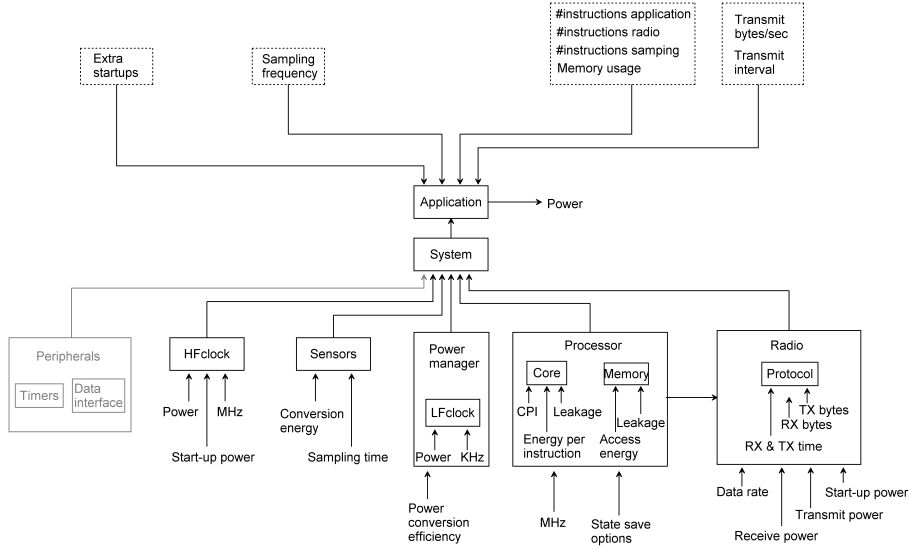 Extra
startups
Sampling
frequency
#instructions application
#instructions radio
#instructions samping
Memory usage
Transmit
bytes/sec
Transmit
interval
Application
Power
System
Peripherals
Timers
Data
interface
HFclock
Power
MHz
Start-up power
Sensors
Conversion
energy
Sampling time
Power
manager
LFclock
Power
KHz
Power
conversion
efficiency
Processor
Core
Memory
CPI
Leakage
Leakage
Energy per
instruction
Access
energy
MHz
State save
options
Radio
Protocol
TX bytes
RX bytes
RX & TX time
Data rate
Start-up power
Transmit power
Receive power